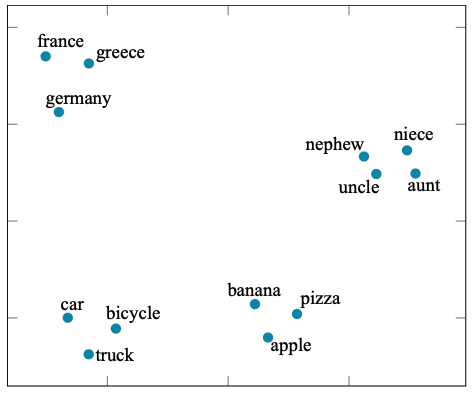 france
greece
germany
nephew
niece
uncle
aunt
banana
pizza
car
bicycle
apple
truck